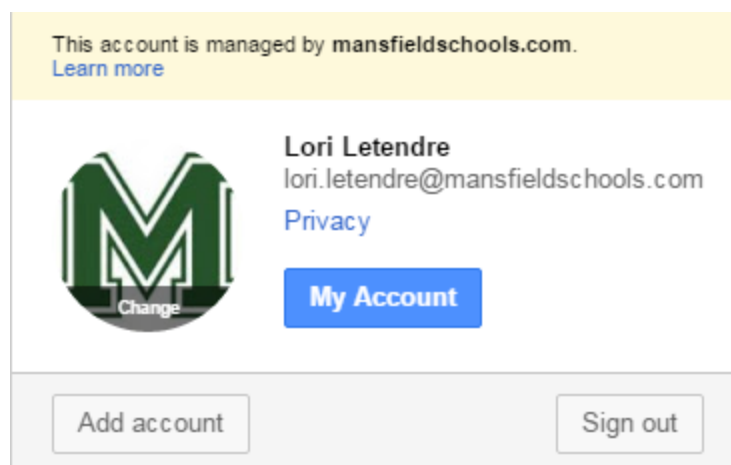 This account is managed by mansfieldschools.com.
Learn more
M
Change
Lori Letendre
lori.letendre@mansfieldschools.com
Privacy
My Account
Add account
Sign out